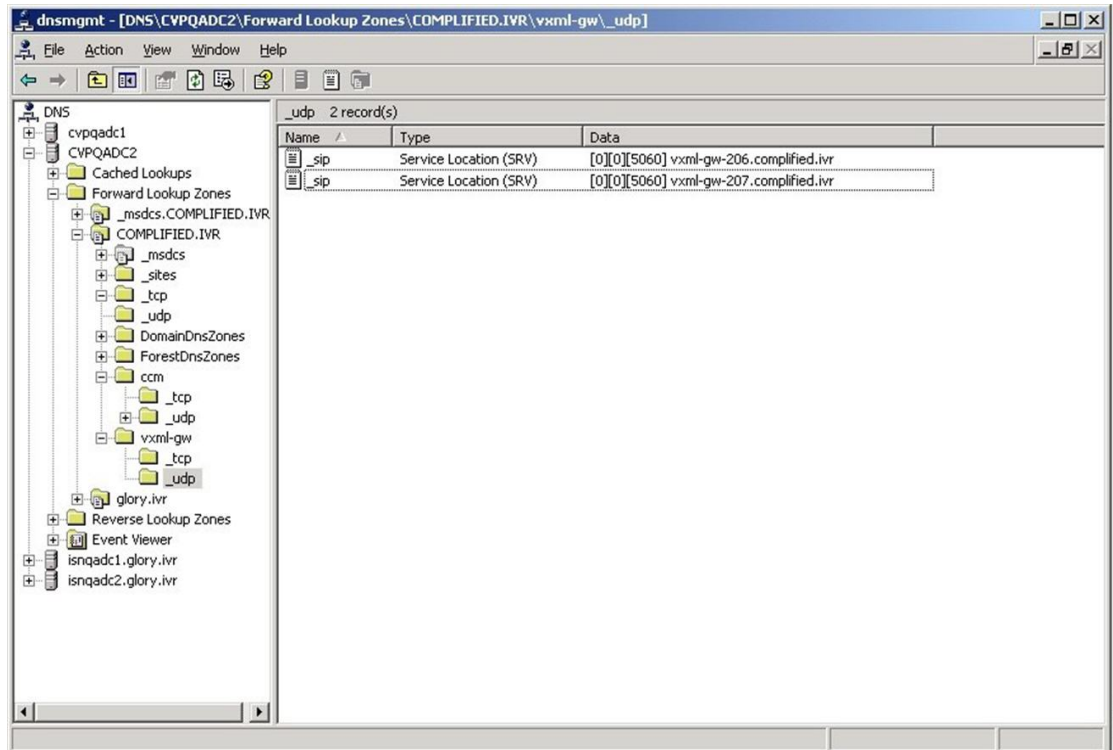 dnsmgmt - [DNS\CVPQADC2\Forward Lookup Zones\COMPLIFIED.IVR\vxml-gw\_udp]
File Action View Window Help
DNS
cvpqadc1
CVPQADC2
Cached Lookups
Forward Lookup Zones
_msdcs.COMPLIFIED.IVR
COMPLIFIED.IVR
_msdcs
_sites
_tcp
_udp
DomainDnsZones
ForestDnsZones
ccm
_tcp
_udp
vxml-gw
_tcp
_udp
glory.ivr
Reverse Lookup Zones
Event Viewer
isnqadc1.glory.ivr
isnqadc2.glory.ivr
_udp 2 record(s)
Name Type Data
_sip Service Location (SRV) [0][0][5060] vxml-gw-206.complified.ivr
_sip Service Location (SRV) [0][0][5060] vxml-gw-207.complified.ivr